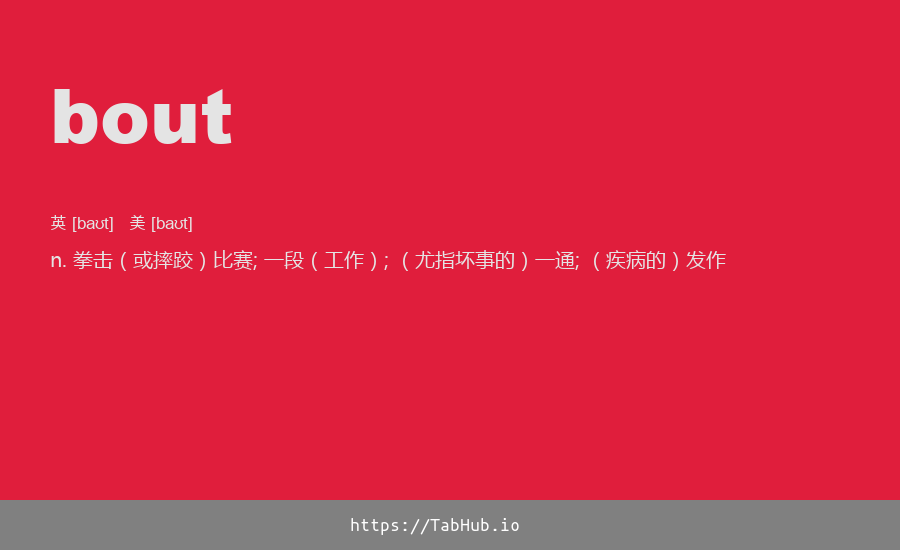 bout
英 [baʊt]   美 [baʊt]
n. 拳击（或摔跤）比赛; 一段（工作）; （尤指坏事的）一通; （疾病的）发作
https://TabHub.io